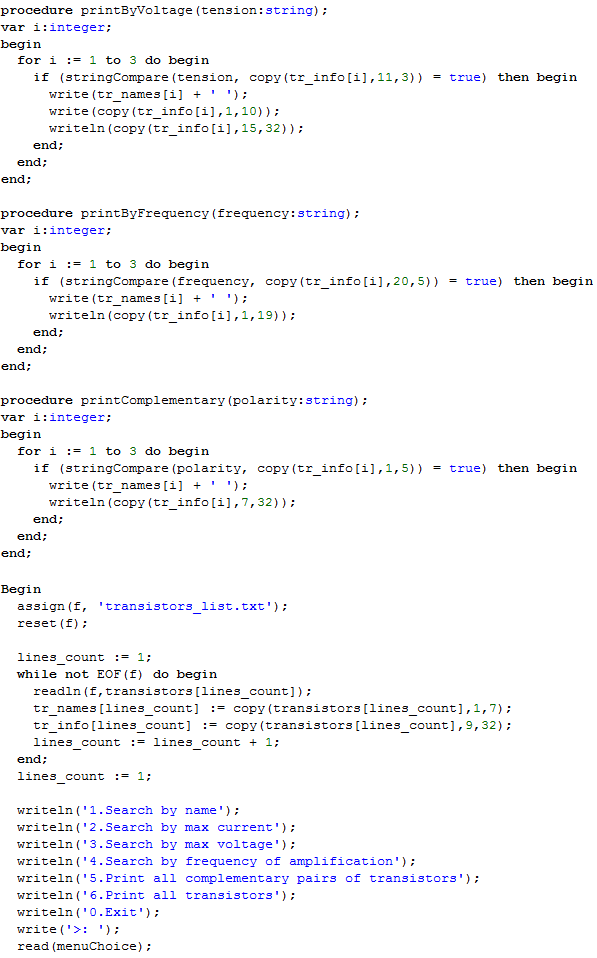 procedure printByVoltage(tension:string);
var i:integer;
begin
  for i := 1 to 3 do begin
    if (stringCompare(tension, copy(tr_info[i],11,3)) = true) then begin
      write(tr_names[i] + ' ');
      write(copy(tr_info[i],1,10));
      writeln(copy(tr_info[i],15,32));
    end;
  end;
end;

procedure printByFrequency(frequency:string);
var i:integer;
begin
  for i := 1 to 3 do begin
    if (stringCompare(frequency, copy(tr_info[i],20,5)) = true) then begin
      write(tr_names[i] + ' ');
      writeln(copy(tr_info[i],1,19));
    end;
  end;
end;

procedure printComplementary(polarity:string);
var i:integer;
begin
  for i := 1 to 3 do begin
    if (stringCompare(polarity, copy(tr_info[i],1,5)) = true) then begin
      write(tr_names[i] + ' ');
      writeln(copy(tr_info[i],7,32));
    end;
  end;
end;

Begin
  assign(f, 'transistors_list.txt');
  reset(f);

  lines_count := 1;
  while not EOF(f) do begin
    readln(f,transistors[lines_count]);
    tr_names[lines_count] := copy(transistors[lines_count],1,7);
    tr_info[lines_count] := copy(transistors[lines_count],9,32);
    lines_count := lines_count + 1;
  end;
  lines_count := 1;

  writeln('1.Search by name');
  writeln('2.Search by max current');
  writeln('3.Search by max voltage');
  writeln('4.Search by frequency of amplification');
  writeln('5.Print all complementary pairs of transistors');
  writeln('6.Print all transistors');
  writeln('0.Exit');
  write('>: ');
  read(menuChoice);